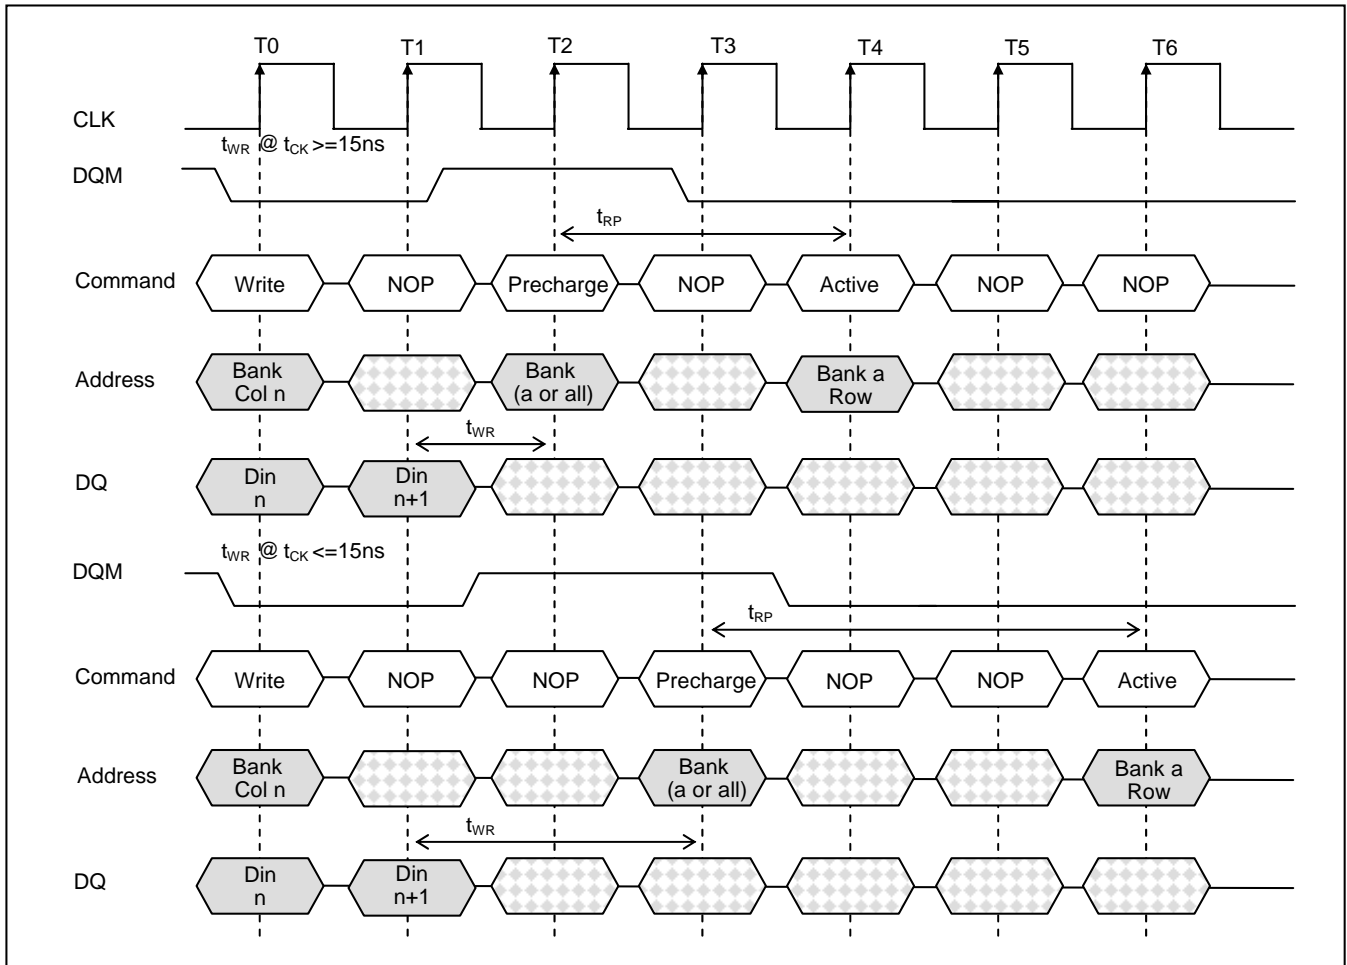 T0 T1 T2 T3 T4 T5 T6
CLK
tWR @ tCK >=15ns
DQM
tRP
Command Write NOP Precharge NOP Active NOP NOP
Address Bank Col n Bank (a or all) Bank a Row
tWR
DQ Din n Din n+1
tWR @ tCK <=15ns
DQM
tRP
Command Write NOP NOP Precharge NOP NOP Active
Address Bank Col n Bank (a or all) Bank a Row
tWR
DQ Din n Din n+1